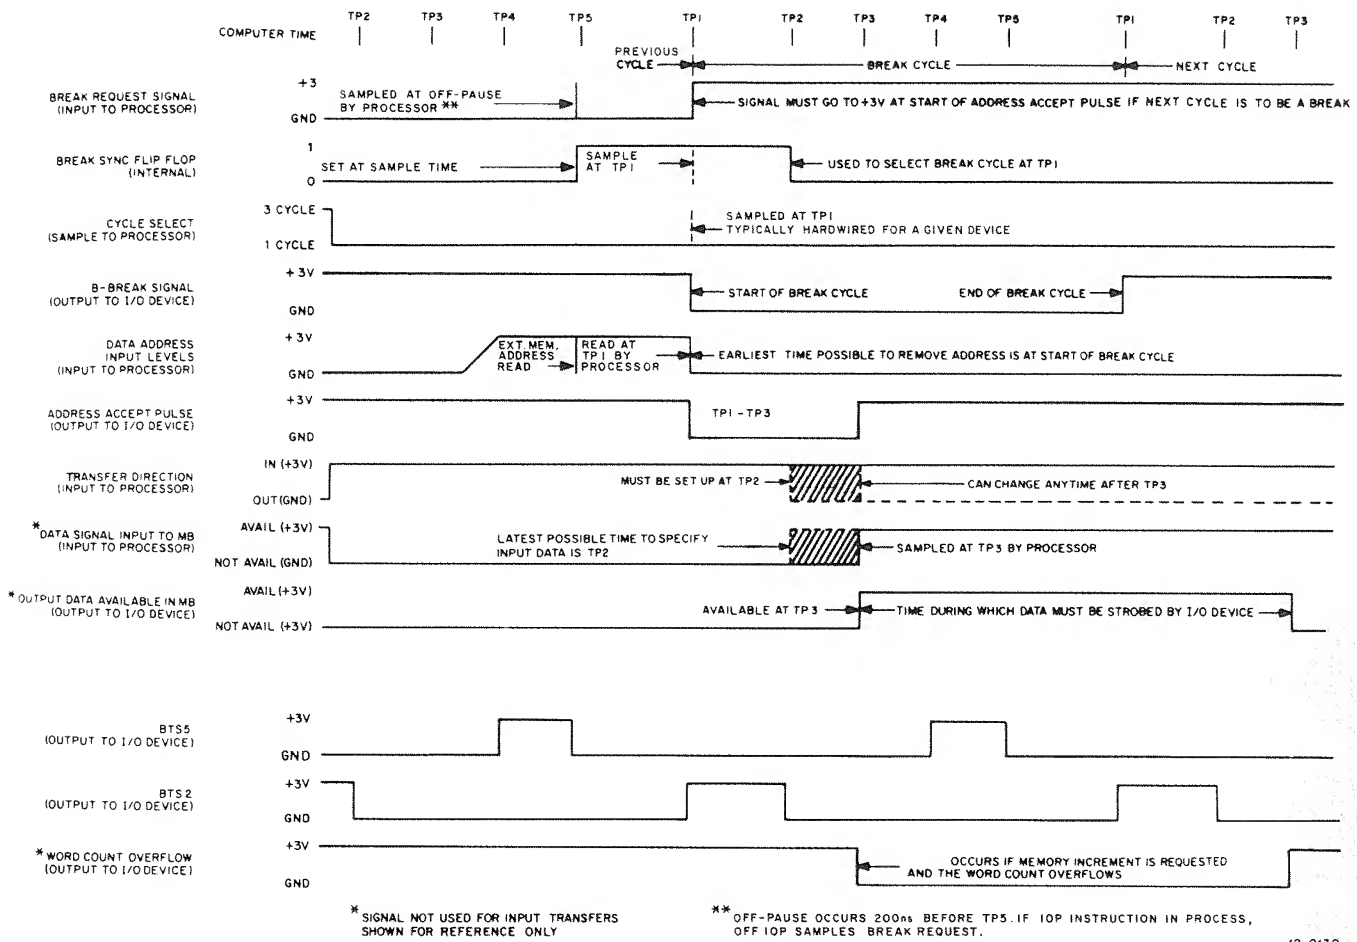 TP2 TP3 TP4 TP5 TP1 TP2 TP3 TP4 TP5 TP1 TP2 TP3
COMPUTER TIME
PREVIOUS
CYCLE
BREAK CYCLE
NEXT CYCLE
BREAK REQUEST SIGNAL
(INPUT TO PROCESSOR)
+3
GND
SAMPLED AT OFF-PAUSE
BY PROCESSOR **
SIGNAL MUST GO TO +3V AT START OF ADDRESS ACCEPT PULSE IF NEXT CYCLE IS TO BE A BREAK
BREAK SYNC FLIP FLOP
(INTERNAL)
1
0
SET AT SAMPLE TIME
SAMPLE
AT TP1
USED TO SELECT BREAK CYCLE AT TP1
CYCLE SELECT
(SAMPLE TO PROCESSOR)
3 CYCLE
1 CYCLE
SAMPLED AT TP1
TYPICALLY HARDWIRED FOR A GIVEN DEVICE
B-BREAK SIGNAL
(OUTPUT TO I/O DEVICE)
+3V
GND
START OF BREAK CYCLE
END OF BREAK CYCLE
DATA ADDRESS
INPUT LEVELS
(INPUT TO PROCESSOR)
+3V
GND
EXT. MEM.
ADDRESS
READ
READ AT
TP1 BY
PROCESSOR
EARLIEST TIME POSSIBLE TO REMOVE ADDRESS IS AT START OF BREAK CYCLE
ADDRESS ACCEPT PULSE
(OUTPUT TO I/O DEVICE)
+3V
GND
TP1 - TP3
TRANSFER DIRECTION
(INPUT TO PROCESSOR)
IN (+3V)
OUT (GND)
MUST BE SET UP AT TP2
CAN CHANGE ANYTIME AFTER TP3
*DATA SIGNAL INPUT TO MB
(INPUT TO PROCESSOR)
AVAIL (+3V)
NOT AVAIL (GND)
LATEST POSSIBLE TIME TO SPECIFY
INPUT DATA IS TP2
SAMPLED AT TP3 BY PROCESSOR
*OUTPUT DATA AVAILABLE IN MB
(OUTPUT TO I/O DEVICE)
AVAIL (+3V)
NOT AVAIL (+3V)
AVAILABLE AT TP3
TIME DURING WHICH DATA MUST BE STROBED BY I/O DEVICE
BTS5
(OUTPUT TO I/O DEVICE)
+3V
GND
BTS2
(OUTPUT TO I/O DEVICE)
+3V
GND
*WORD COUNT OVERFLOW
(OUTPUT TO I/O DEVICE)
+3V
GND
OCCURS IF MEMORY INCREMENT IS REQUESTED
AND THE WORD COUNT OVERFLOWS
*SIGNAL NOT USED FOR INPUT TRANSFERS
SHOWN FOR REFERENCE ONLY
**OFF-PAUSE OCCURS 200ns BEFORE TP5. IF IOP INSTRUCTION IN PROCESS,
OFF IOP SAMPLES BREAK REQUEST.